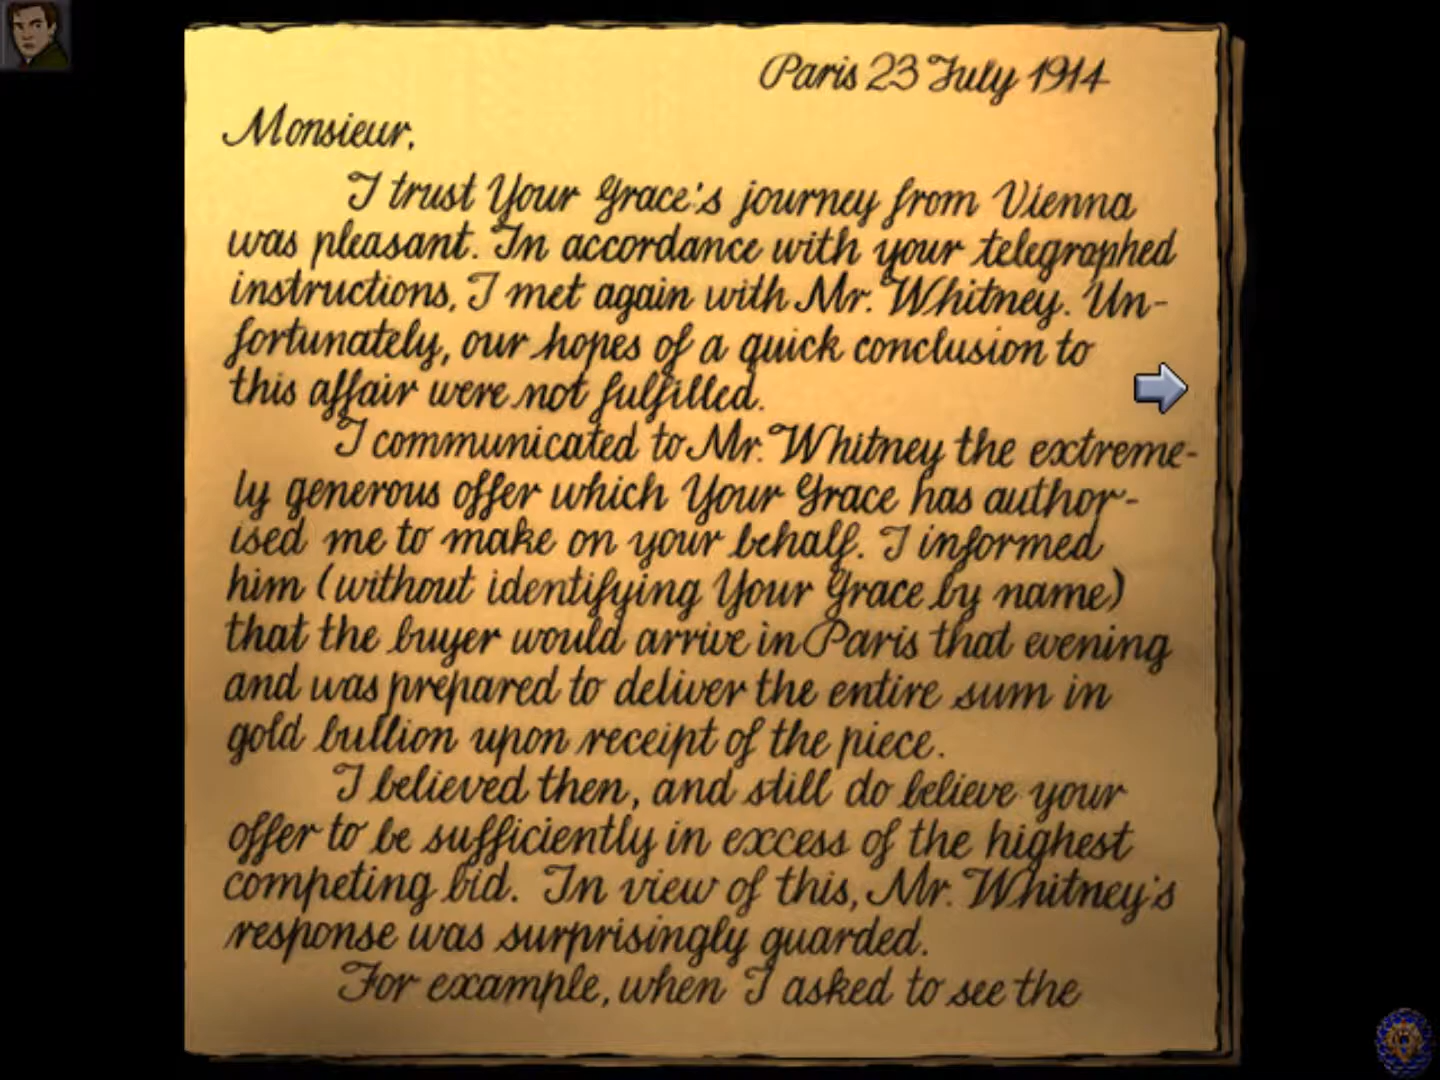 Paris 23 July 1914
Monsieur,
I trust Your Grace's journey from Vienna
was pleasant. In accordance with your telegraphed
instructions, I met again with Mr. Whitney. Un-
fortunately, our hopes of a quick conclusion to
this affair were not fulfilled.
I communicated to Mr. Whitney the extreme-
ly generous offer which Your Grace has author-
ised me to make on your behalf. I informed
him (without identifying Your Grace by name)
that the buyer would arrive in Paris that evening
and was prepared to deliver the entire sum in
gold bullion upon receipt of the piece.
I believed then, and still do believe your
offer to be sufficiently in excess of the highest
competing bid. In view of this, Mr. Whitney's
response was surprisingly guarded.
For example, when I asked to see the